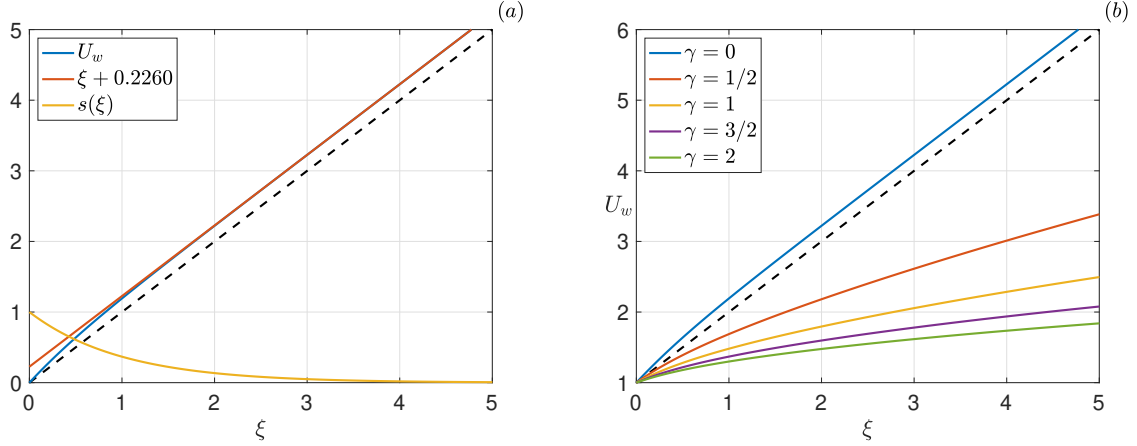 (a)
5
4
3
2
1
0
U_w
ξ + 0.2260
s(ξ)
0 1 2 3 4 5
ξ
(b)
6
5
4
3
2
1
U_w
γ = 0
γ = 1/2
γ = 1
γ = 3/2
γ = 2
0 1 2 3 4 5
ξ